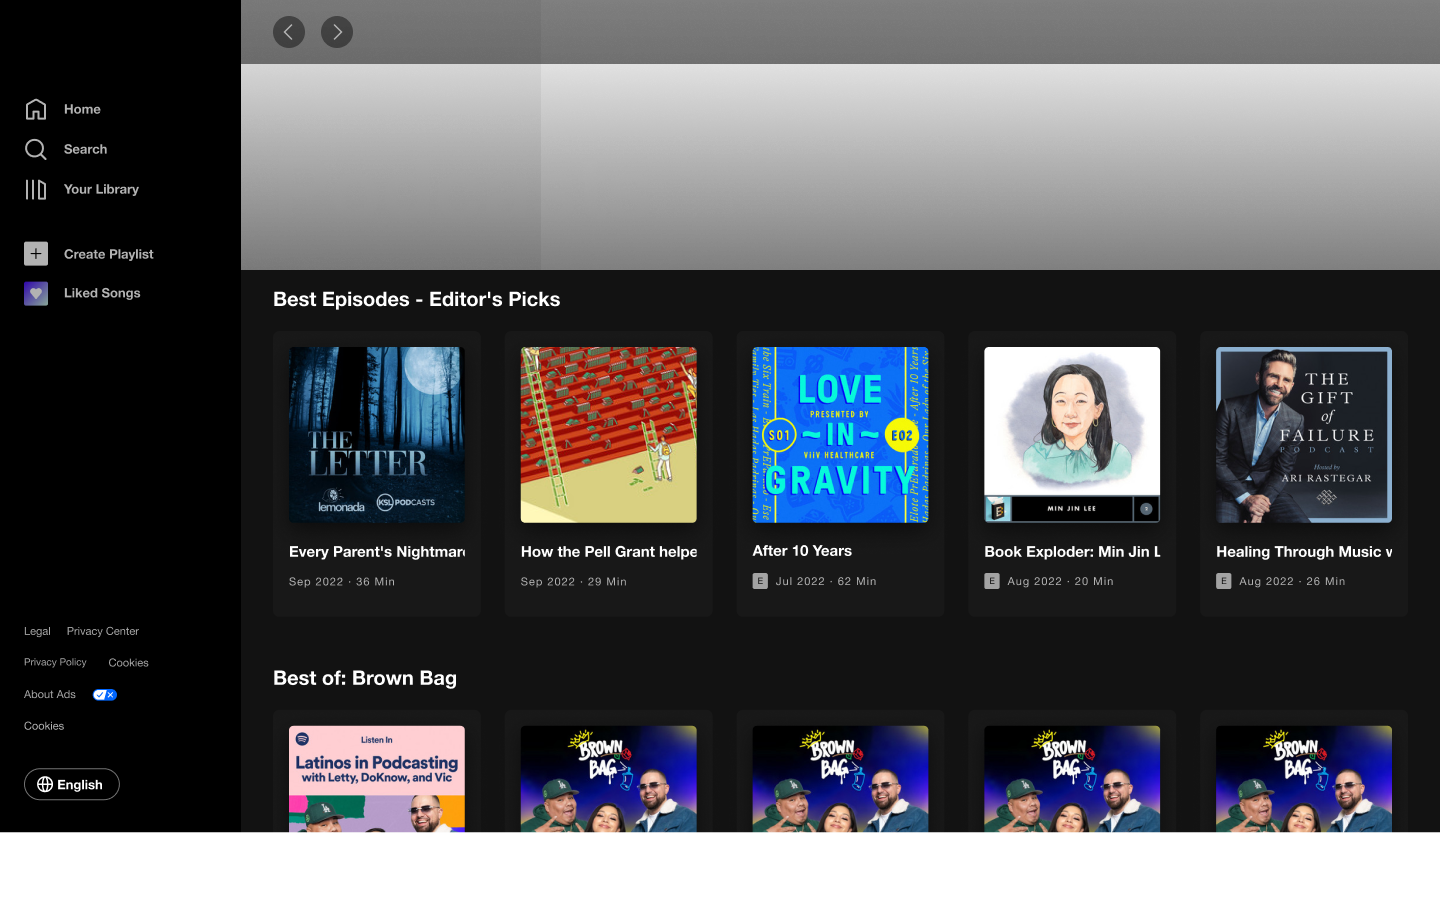 Home
Search
Your Library
Create Playlist
Liked Songs
Legal
Privacy Center
Privacy Policy
Cookies
About Ads
Cookies
English
Best Episodes - Editor's Picks
THE
LETTER
lemonada
KSL PODCASTS
Every Parent's Nightmare
Sep 2022 · 36 Min
How the Pell Grant helpe
Sep 2022 · 29 Min
LOVE
PRESENTED BY
S01
~IN~
E02
ViiV HEALTHCARE
GRAVITY
After 10 Years
E
Jul 2022 · 62 Min
MIN JIN LEE
Book Exploder: Min Jin L
E
Aug 2022 · 20 Min
THE
GIFT
of
FAILURE
PODCAST
Hosted by
ARI RASTEGAR
Healing Through Music w
E
Aug 2022 · 26 Min
Best of: Brown Bag
Listen In
Latinos in Podcasting
with Letty, DoKnow, and Vic
BROWN
BAG
BROWN
BAG
BROWN
BAG
BROWN
BAG